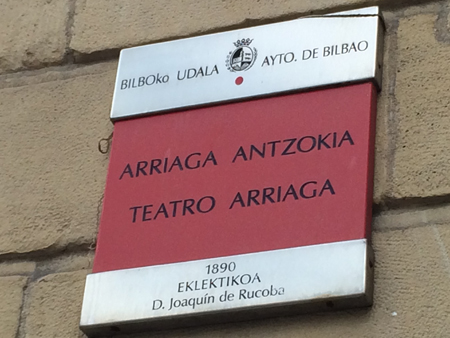 BILBOko UDALA AYTO. DE BILBAO
ARRIAGA ANTZOKIA
TEATRO ARRIAGA
1890
EKLEKTIKOA
D. Joaquín de Rucoba